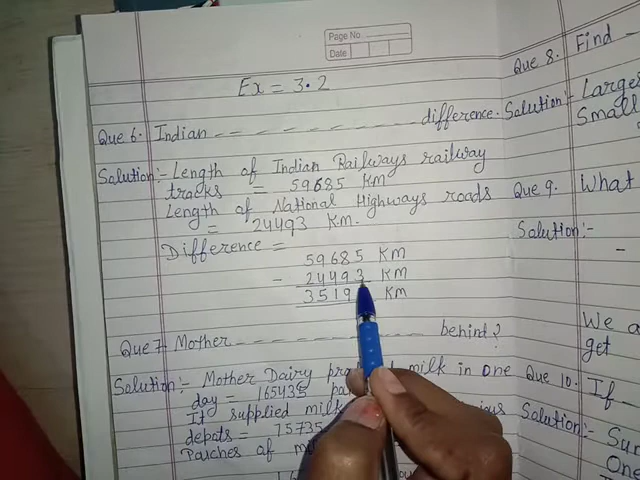 Page No.
Date
Ex = 3.2
Que 6. Indian _ _ _ _ _ _ _ _ _ _ difference.
Solution:- Length of Indian Railways railway
tracks = 59685 KM
Length of National Highways roads
= 24493 KM.
Difference =
59685 KM
- 24493 KM
3519 KM
Que 7 Mother _ _ _ _ _ _ _ _ _ _ behind?
Solution:- Mother Dairy milk in one
day = 165435
It supplied milk
depots = 75735
of
Que 8. Find -
Solution:- Large
Small
Que 9. What
Solution:-
-
We a
get
Que 10. If -
Solution:- Sum
One